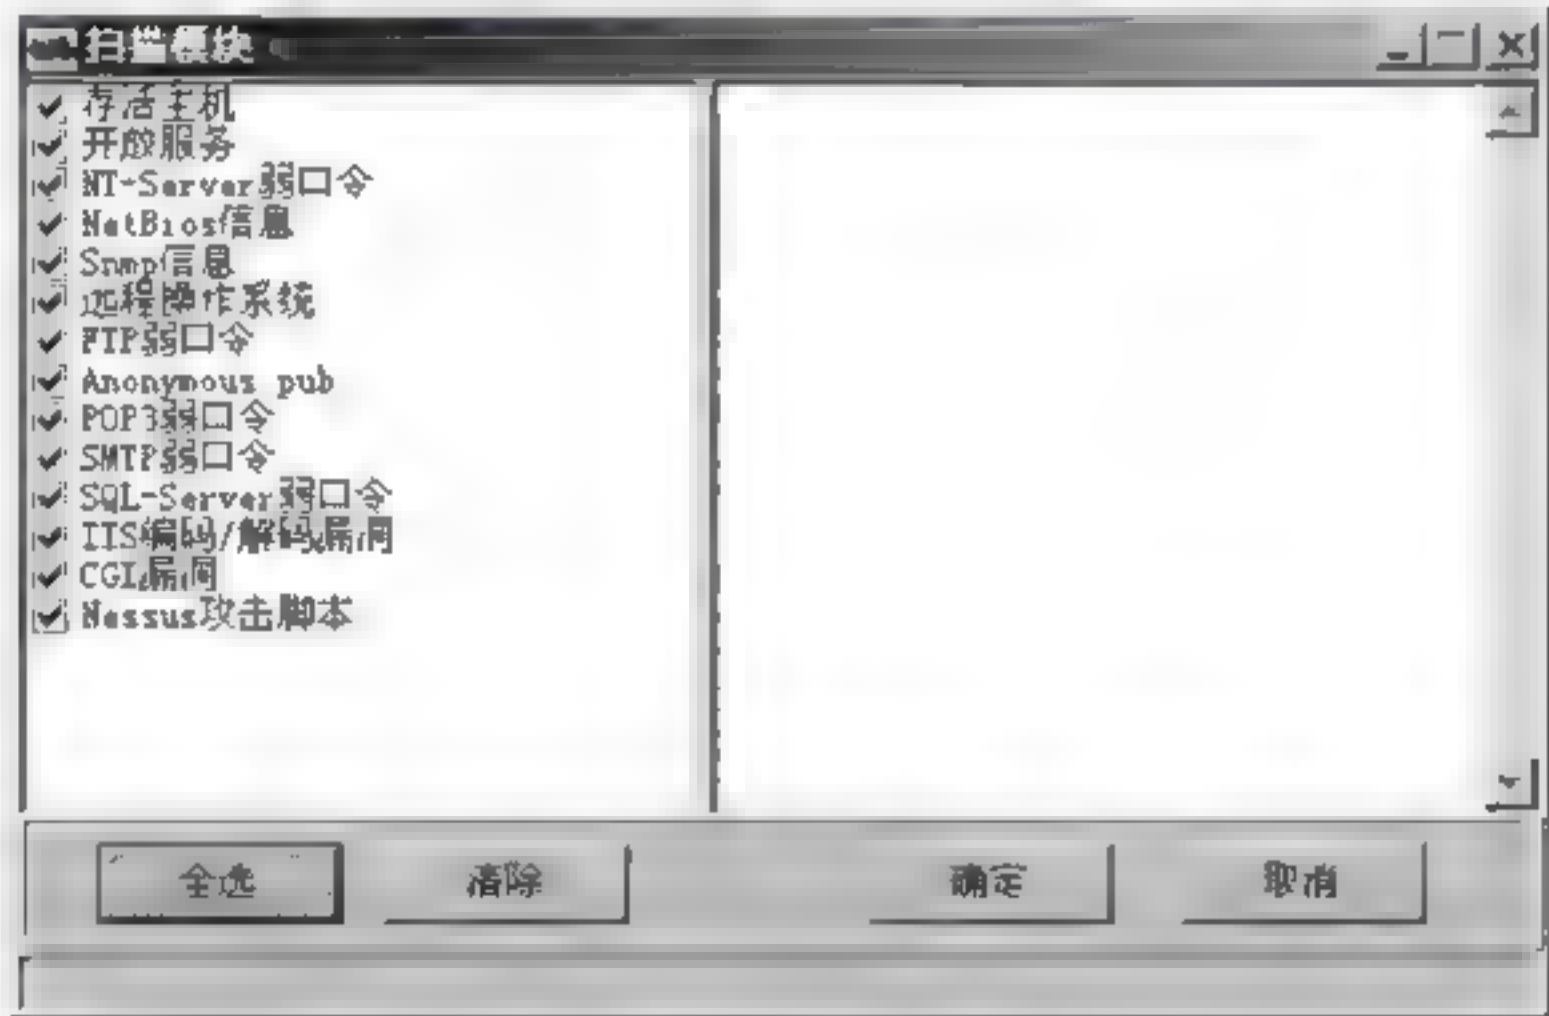 扫描模块
存活主机
开放服务
NT-Server弱口令
NetBios信息
Snmp信息
远程操作系统
FTP弱口令
Anonymous pub
POP3弱口令
SMTP弱口令
SQL-Server弱口令
IIS编码/解码漏洞
CGI漏洞
Nessus攻击脚本
全选 清除 确定 取消